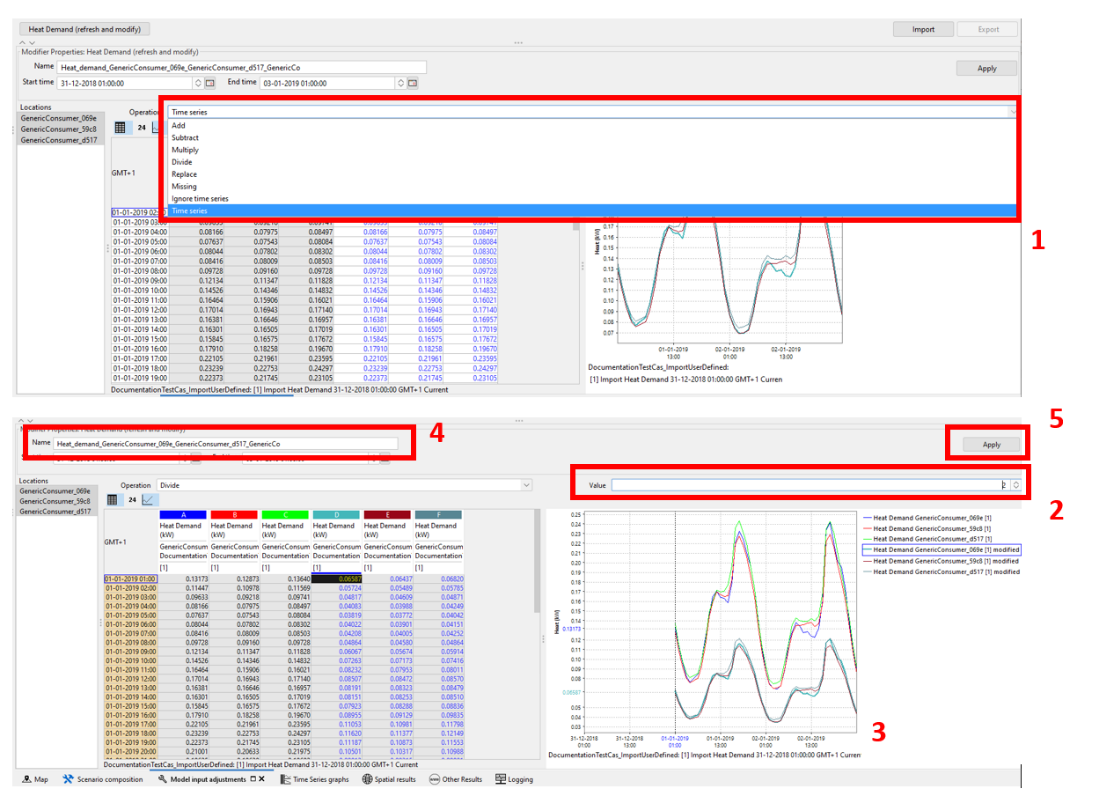 Heat Demand (refresh and modify) Import Export
Modifier Properties: Heat Demand (refresh and modify)
Name Heat_demand_GenericConsumer_069e_GenericConsumer_d517_GenericCo Apply
Start time 31-12-2018 01:00:00 End time 03-01-2019 01:00:00
Locations
GenericConsumer_069e
GenericConsumer_59c8
GenericConsumer_d517
Operation Time series
24
Add
Subtract
Multiply
Divide
Replace
Missing
Ignore time series
Time series
GMT+1
1
01-01-2019 04:00 0.08166 0.07975 0.08497 0.08166 0.07975 0.08497
01-01-2019 05:00 0.07637 0.07543 0.08084 0.07637 0.07543 0.08084
01-01-2019 06:00 0.08044 0.07802 0.08302 0.08044 0.07802 0.08302
01-01-2019 07:00 0.08416 0.08009 0.08503 0.08416 0.08009 0.08503
01-01-2019 08:00 0.09728 0.09160 0.09728 0.09728 0.09160 0.09728
01-01-2019 09:00 0.12134 0.11347 0.11828 0.12134 0.11347 0.11828
01-01-2019 10:00 0.14526 0.14346 0.14832 0.14526 0.14346 0.14832
01-01-2019 11:00 0.16464 0.15906 0.16021 0.16464 0.15906 0.16021
01-01-2019 12:00 0.17014 0.16943 0.17140 0.17014 0.16943 0.17140
01-01-2019 13:00 0.16381 0.16646 0.16957 0.16381 0.16646 0.16957
01-01-2019 14:00 0.16301 0.16505 0.17019 0.16301 0.16505 0.17019
01-01-2019 15:00 0.15845 0.16575 0.17672 0.15845 0.16575 0.17672
01-01-2019 16:00 0.17910 0.18258 0.19670 0.17910 0.18258 0.19670
01-01-2019 17:00 0.22105 0.21961 0.23595 0.22105 0.21961 0.23595
01-01-2019 18:00 0.23239 0.22753 0.24297 0.23239 0.22753 0.24297
01-01-2019 19:00 0.22373 0.21745 0.23105 0.22373 0.21745 0.23105
DocumentationTestCas_ImportUserDefined: [1] Import Heat Demand 31-12-2018 01:00:00 GMT+1 Current
Heat [kW]
0.17
0.16
0.15
0.14
0.13
0.12
0.11
0.10
0.09
0.08
0.07
01-01-2019 02-01-2019 02-01-2019
13:00 01:00 13:00
DocumentationTestCas_ImportUserDefined:
[1] Import Heat Demand 31-12-2018 01:00:00 GMT+1 Curren
5
4
Name Heat_demand_GenericConsumer_069e_GenericConsumer_d517_GenericCo Apply
Locations
GenericConsumer_069e
GenericConsumer_59c8
GenericConsumer_d517
Operation Divide Value 2
2
24
A B C D E F
Heat Demand Heat Demand Heat Demand Heat Demand Heat Demand Heat Demand
(kW) (kW) (kW) (kW) (kW) (kW)
GMT+1
GenericConsum GenericConsum GenericConsum GenericConsum GenericConsum GenericConsum
Documentation Documentation Documentation Documentation Documentation Documentation
[1] [1] [1] [1] [1] [1]
01-01-2019 01:00 0.13173 0.12873 0.13640 0.06587 0.06437 0.06820
01-01-2019 02:00 0.11447 0.10978 0.11569 0.05724 0.05489 0.05785
01-01-2019 03:00 0.09633 0.09218 0.09741 0.04817 0.04609 0.04871
01-01-2019 04:00 0.08166 0.07975 0.08497 0.04083 0.03988 0.04249
01-01-2019 05:00 0.07637 0.07543 0.08084 0.03819 0.03772 0.04042
01-01-2019 06:00 0.08044 0.07802 0.08302 0.04022 0.03901 0.04151
01-01-2019 07:00 0.08416 0.08009 0.08503 0.04208 0.04005 0.04252
01-01-2019 08:00 0.09728 0.09160 0.09728 0.04864 0.04580 0.04864
01-01-2019 09:00 0.12134 0.11347 0.11828 0.06067 0.05674 0.05914
01-01-2019 10:00 0.14526 0.14346 0.14832 0.07263 0.07173 0.07416
01-01-2019 11:00 0.16464 0.15906 0.16021 0.08232 0.07953 0.08011
01-01-2019 12:00 0.17014 0.16943 0.17140 0.08507 0.08472 0.08570
01-01-2019 13:00 0.16381 0.16646 0.16957 0.08191 0.08323 0.08479
01-01-2019 14:00 0.16301 0.16505 0.17019 0.08151 0.08253 0.08510
01-01-2019 15:00 0.15845 0.16575 0.17672 0.07923 0.08288 0.08836
01-01-2019 16:00 0.17910 0.18258 0.19670 0.08955 0.09129 0.09835
01-01-2019 17:00 0.22105 0.21961 0.23595 0.11053 0.10981 0.11798
01-01-2019 18:00 0.23239 0.22753 0.24297 0.11620 0.11377 0.12149
01-01-2019 19:00 0.22373 0.21745 0.23105 0.11187 0.10873 0.11553
01-01-2019 20:00 0.21001 0.20633 0.21975 0.10501 0.10317 0.10988
DocumentationTestCas_ImportUserDefined: [1] Import Heat Demand 31-12-2018 01:00:00 GMT+1 Current
Heat [kW]
0.25
0.24
0.23
0.22
0.21
0.20
0.19
0.18
0.17
0.16
0.15
0.14
0.13173
0.12
0.11
0.10
0.09
0.08
0.06587
0.05
0.04
0.03
31-12-2018 31-12-2018 01-01-2019 01-01-2019 02-01-2019 02-01-2019
01:00 13:00 01:00 13:00 01:00 13:00
Heat Demand GenericConsumer_069e [1]
Heat Demand GenericConsumer_59c8 [1]
Heat Demand GenericConsumer_d517 [1]
Heat Demand GenericConsumer_069e [1] modified
Heat Demand GenericConsumer_59c8 [1] modified
Heat Demand GenericConsumer_d517 [1] modified
3
DocumentationTestCas_ImportUserDefined: [1] Import Heat Demand 31-12-2018 01:00:00 GMT+1 Curren
Map Scenario composition Model input adjustments Time Series graphs Spatial results Other Results Logging